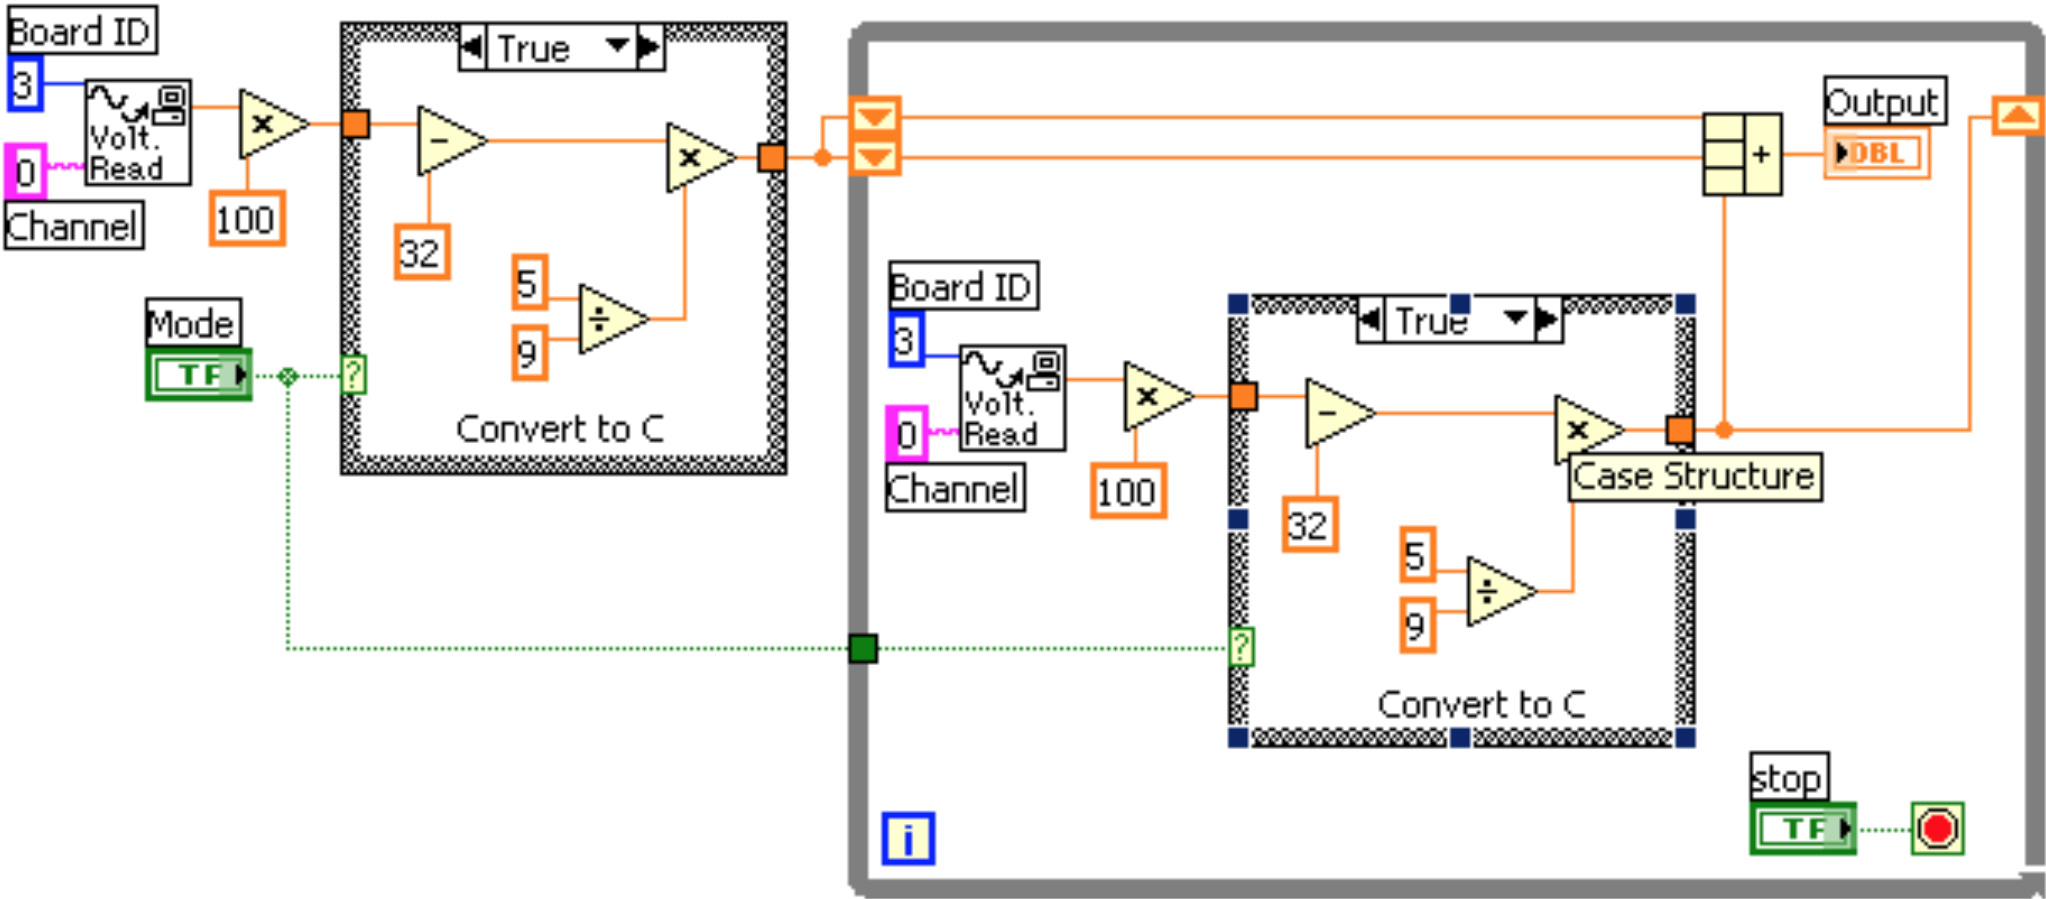 Board ID
3
Volt.
Read
0
Channel
×
100
True
−
32
×
5
÷
9
Convert to C
Mode
TF
?
+
Output
DBL
Board ID
3
Volt.
Read
0
Channel
×
100
True
−
32
×
Case Structure
5
÷
9
?
Convert to C
i
stop
TF